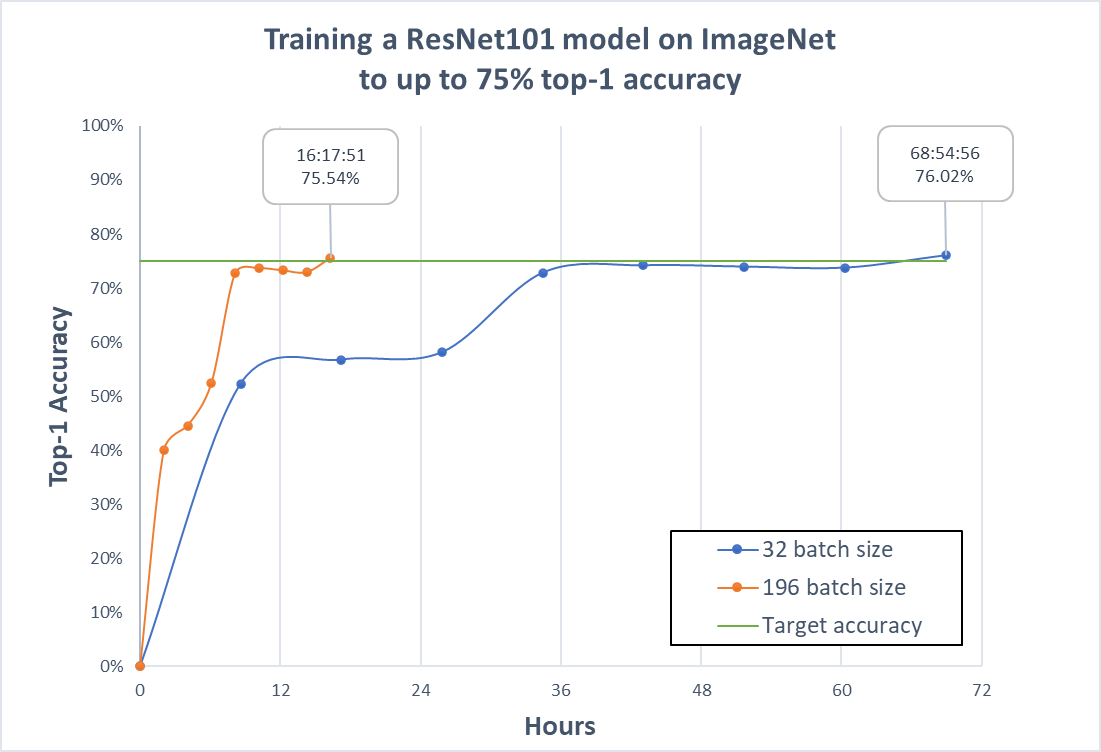 Training a ResNet101 model on ImageNet
to up to 75% top-1 accuracy
100%
90%
80%
70%
60%
50%
40%
30%
20%
10%
0%
Top-1 Accuracy
16:17:51
75.54%
68:54:56
76.02%
32 batch size
196 batch size
Target accuracy
0 12 24 36 48 60 72
Hours